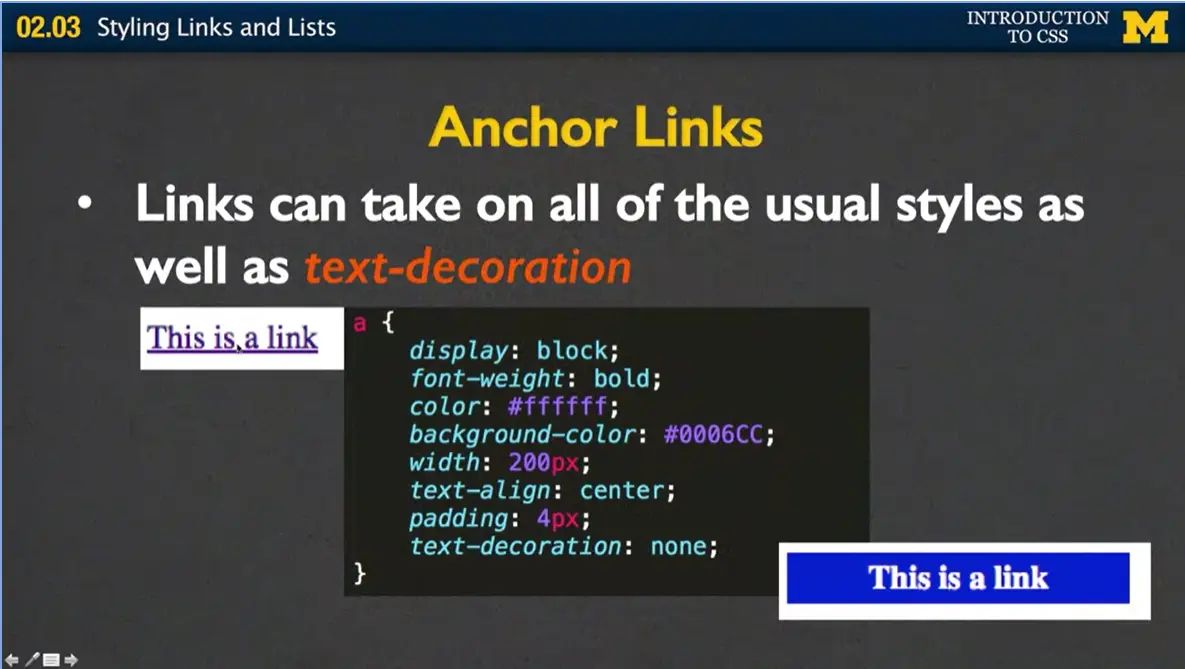 02.03 Styling Links and Lists
INTRODUCTION
TO CSS
M
Anchor Links
• Links can take on all of the usual styles as
well as text-decoration
This is a link
a {
display: block;
font-weight: bold;
color: #ffffff;
background-color: #0006CC;
width: 200px;
text-align: center;
padding: 4px;
text-decoration: none;
}
This is a link